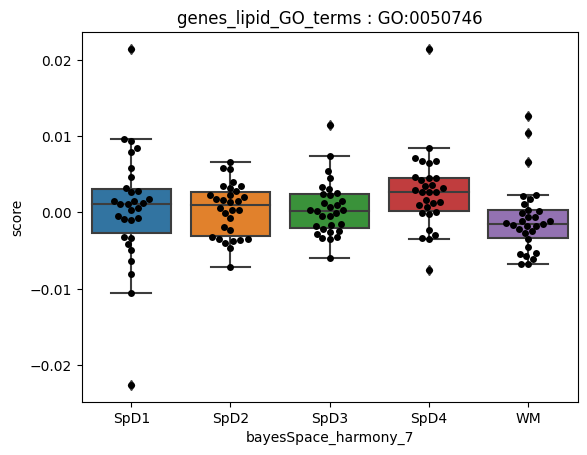 genes_lipid_GO_terms : GO:0050746
0.02
0.01
0.00
−0.01
−0.02
score
SpD1 SpD2 SpD3 SpD4 WM
bayesSpace_harmony_7